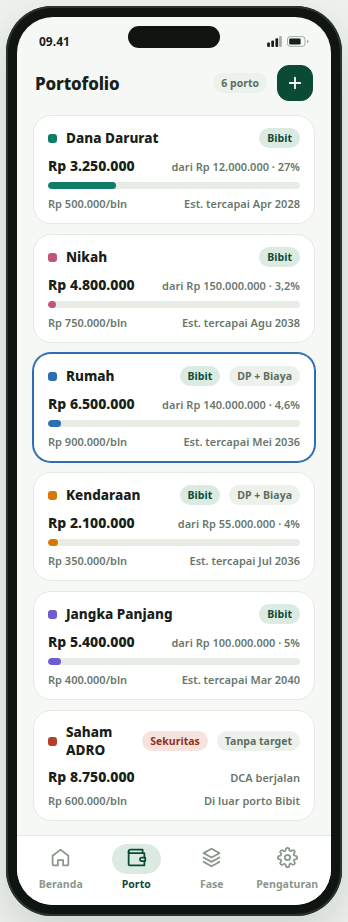 09.41
Portofolio 6 porto +
Dana Darurat Bibit
Rp 3.250.000 dari Rp 12.000.000 · 27%
Rp 500.000/bln Est. tercapai Apr 2028
Nikah Bibit
Rp 4.800.000 dari Rp 150.000.000 · 3,2%
Rp 750.000/bln Est. tercapai Agu 2038
Rumah Bibit DP + Biaya
Rp 6.500.000 dari Rp 140.000.000 · 4,6%
Rp 900.000/bln Est. tercapai Mei 2036
Kendaraan Bibit DP + Biaya
Rp 2.100.000 dari Rp 55.000.000 · 4%
Rp 350.000/bln Est. tercapai Jul 2036
Jangka Panjang Bibit
Rp 5.400.000 dari Rp 100.000.000 · 5%
Rp 400.000/bln Est. tercapai Mar 2040
Saham
ADRO Sekuritas Tanpa target
Rp 8.750.000 DCA berjalan
Rp 600.000/bln Di luar porto Bibit
Beranda Porto Fase Pengaturan